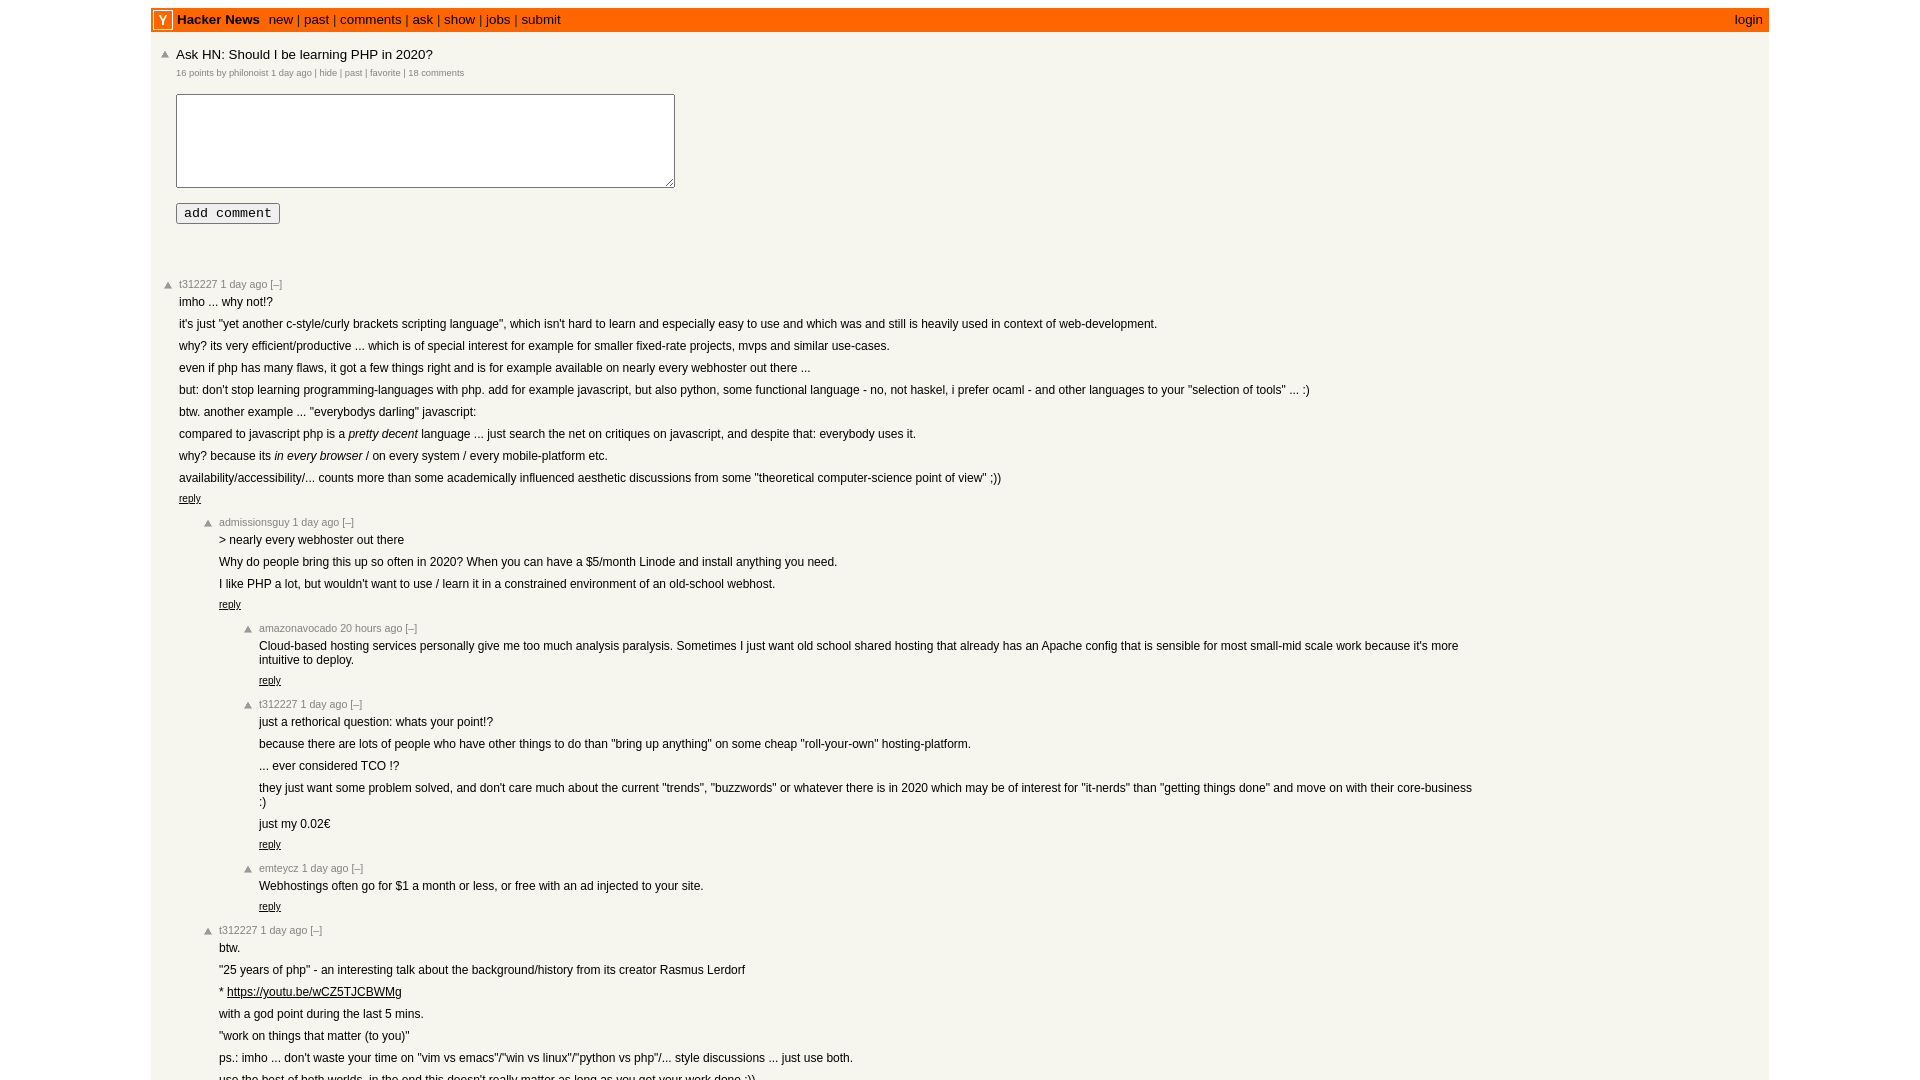 Y Hacker News new | past | comments | ask | show | jobs | submit login
Ask HN: Should I be learning PHP in 2020?
16 points by philonoist 1 day ago | hide | past | favorite | 18 comments
add comment
t312227 1 day ago [–]
imho ... why not!?
it's just "yet another c-style/curly brackets scripting language", which isn't hard to learn and especially easy to use and which was and still is heavily used in context of web-development.
why? its very efficient/productive ... which is of special interest for example for smaller fixed-rate projects, mvps and similar use-cases.
even if php has many flaws, it got a few things right and is for example available on nearly every webhoster out there ...
but: don't stop learning programming-languages with php. add for example javascript, but also python, some functional language - no, not haskel, i prefer ocaml - and other languages to your "selection of tools" ... :)
btw. another example ... "everybodys darling" javascript:
compared to javascript php is a pretty decent language ... just search the net on critiques on javascript, and despite that: everybody uses it.
why? because its in every browser / on every system / every mobile-platform etc.
availability/accessibility/... counts more than some academically influenced aesthetic discussions from some "theoretical computer-science point of view" ;))
reply
admissionsguy 1 day ago [–]
> nearly every webhoster out there
Why do people bring this up so often in 2020? When you can have a $5/month Linode and install anything you need.
I like PHP a lot, but wouldn't want to use / learn it in a constrained environment of an old-school webhost.
reply
amazonavocado 20 hours ago [–]
Cloud-based hosting services personally give me too much analysis paralysis. Sometimes I just want old school shared hosting that already has an Apache config that is sensible for most small-mid scale work because it's more
intuitive to deploy.
reply
t312227 1 day ago [–]
just a rethorical question: whats your point!?
because there are lots of people who have other things to do than "bring up anything" on some cheap "roll-your-own" hosting-platform.
... ever considered TCO !?
they just want some problem solved, and don't care much about the current "trends", "buzzwords" or whatever there is in 2020 which may be of interest for "it-nerds" than "getting things done" and move on with their core-business
:)
just my 0.02€
reply
emteycz 1 day ago [–]
Webhostings often go for $1 a month or less, or free with an ad injected to your site.
reply
t312227 1 day ago [–]
btw.
"25 years of php" - an interesting talk about the background/history from its creator Rasmus Lerdorf
* https://youtu.be/wCZ5TJCBWMg
with a god point during the last 5 mins.
"work on things that matter (to you)"
ps.: imho ... don't waste your time on "vim vs emacs"/"win vs linux"/"python vs php"/... style discussions ... just use both.
use the best of both worlds, in the end this doesn't really matter as long as you get your work done :))